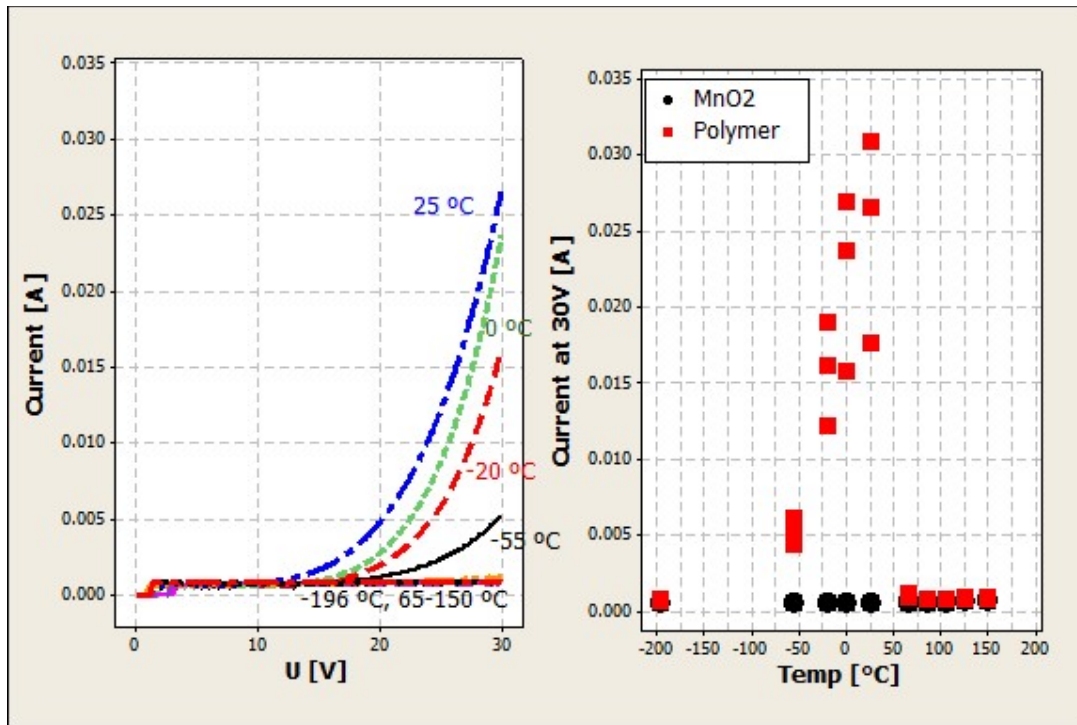 0.035
0.030
0.025
0.020
0.015
0.010
0.005
0.000
Current [A]
25 ºC
0 ºC
-20 ºC
-55 ºC
-196 ºC, 65-150 ºC
0
10
20
30
U [V]
0.035
0.030
0.025
0.020
0.015
0.010
0.005
0.000
Current at 30V [A]
MnO2
Polymer
-200 -150 -100 -50 0 50 100 150 200
Temp [°C]